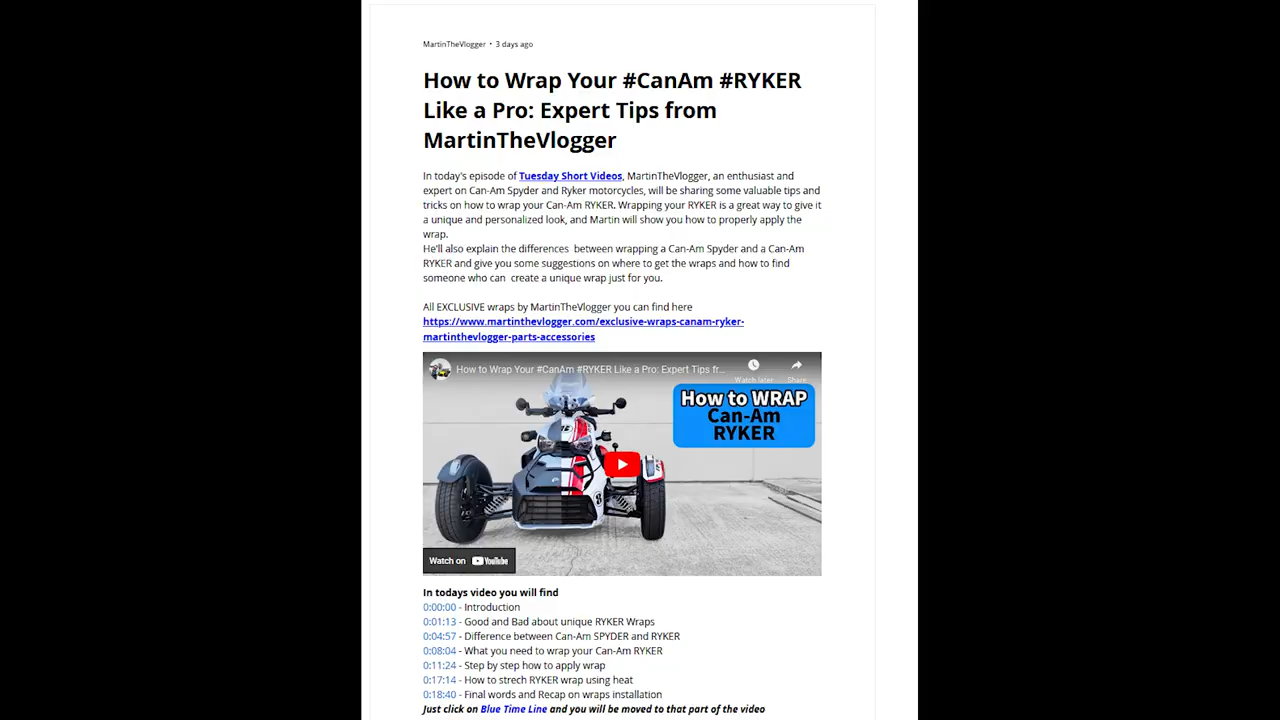 MartinTheVlogger • 3 days ago
How to Wrap Your #CanAm #RYKER
Like a Pro: Expert Tips from
MartinTheVlogger
In today's episode of Tuesday Short Videos, MartinTheVlogger, an enthusiast and
expert on Can-Am Spyder and Ryker motorcycles, will be sharing some valuable tips and
tricks on how to wrap your Can-Am RYKER. Wrapping your RYKER is a great way to give it
a unique and personalized look, and Martin will show you how to properly apply the
wrap.
He'll also explain the differences  between wrapping a Can-Am Spyder and a Can-Am
RYKER and give you some suggestions on where to get the wraps and how to find
someone who can  create a unique wrap just for you.
All EXCLUSIVE wraps by MartinTheVlogger you can find here
https://www.martinthevlogger.com/exclusive-wraps-canam-ryker-
martinthevlogger-parts-accessories
How to Wrap Your #CanAm #RYKER Like a Pro: Expert Tips fr...
Watch later Share
How to WRAP
Can-Am
RYKER
8
Watch on YouTube
In todays video you will find
0:00:00 - Introduction
0:01:13 - Good and Bad about unique RYKER Wraps
0:04:57 - Difference between Can-Am SPYDER and RYKER
0:08:04 - What you need to wrap your Can-Am RYKER
0:11:24 - Step by step how to apply wrap
0:17:14 - How to strech RYKER wrap using heat
0:18:40 - Final words and Recap on wraps installation
Just click on Blue Time Line and you will be moved to that part of the video